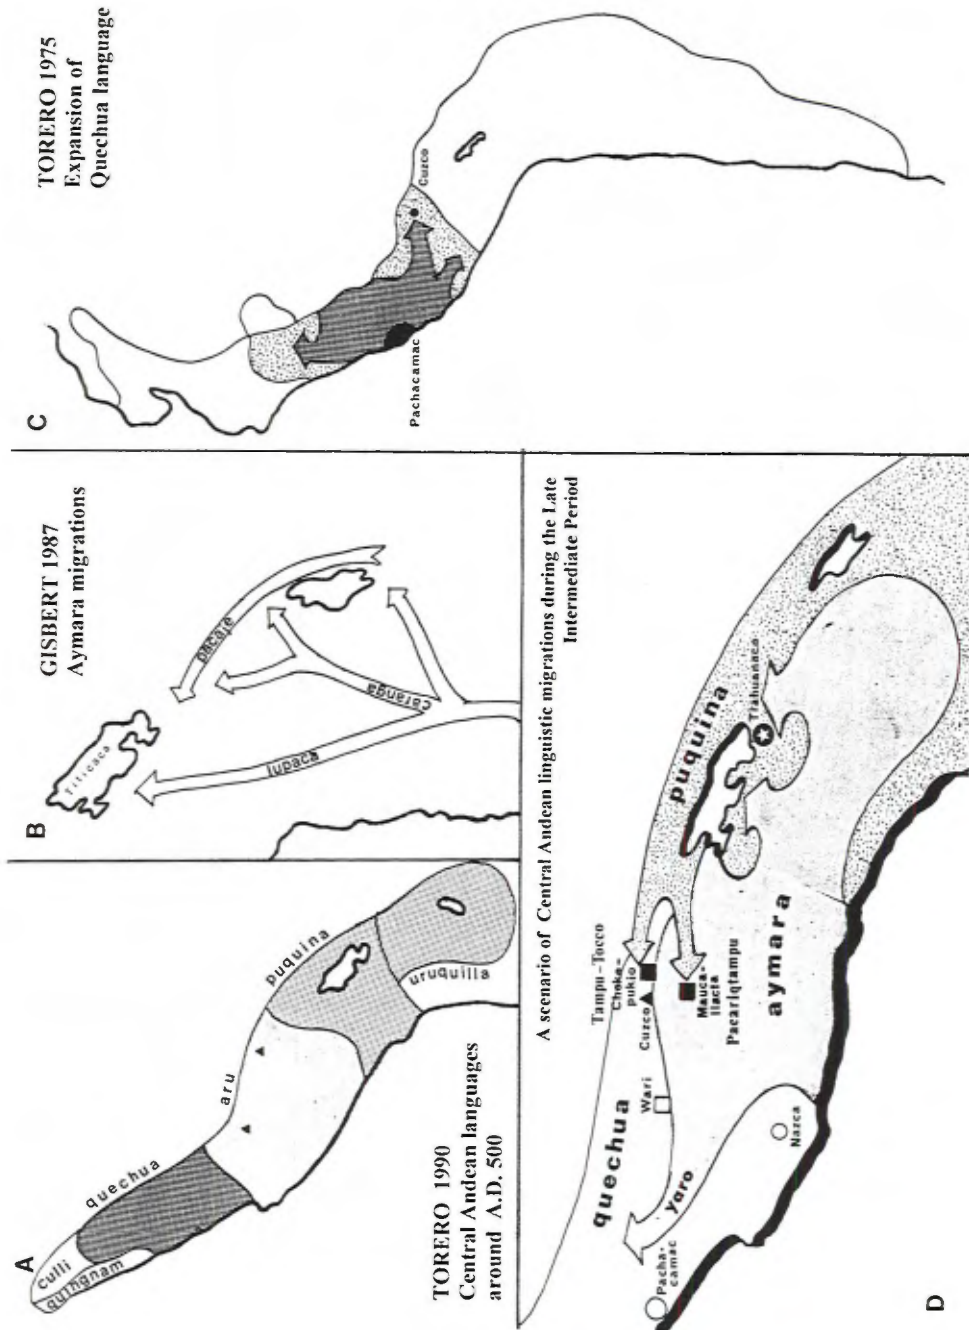 A
culli
quingnam
quechua
aru
puquina
uruquilla
TORERO 1990
Central Andean languages
around A.D. 500
B
GISBERT 1987
Aymara migrations
Titicaca
lupaca
caranga
pacaje
C
TORERO 1975
Expansion of
Quechua language
Cuzco
Pachacamac
D
A scenario of Central Andean linguistic migrations during the Late
Intermediate Period
quechua
Tampu-Tocco
Choka-
pukio
Cuzco
Wari
Mauca-
llacta
Pacariqtampu
puquina
Tiahuanaco
aymara
yaro
Nazca
Pacha-
camac